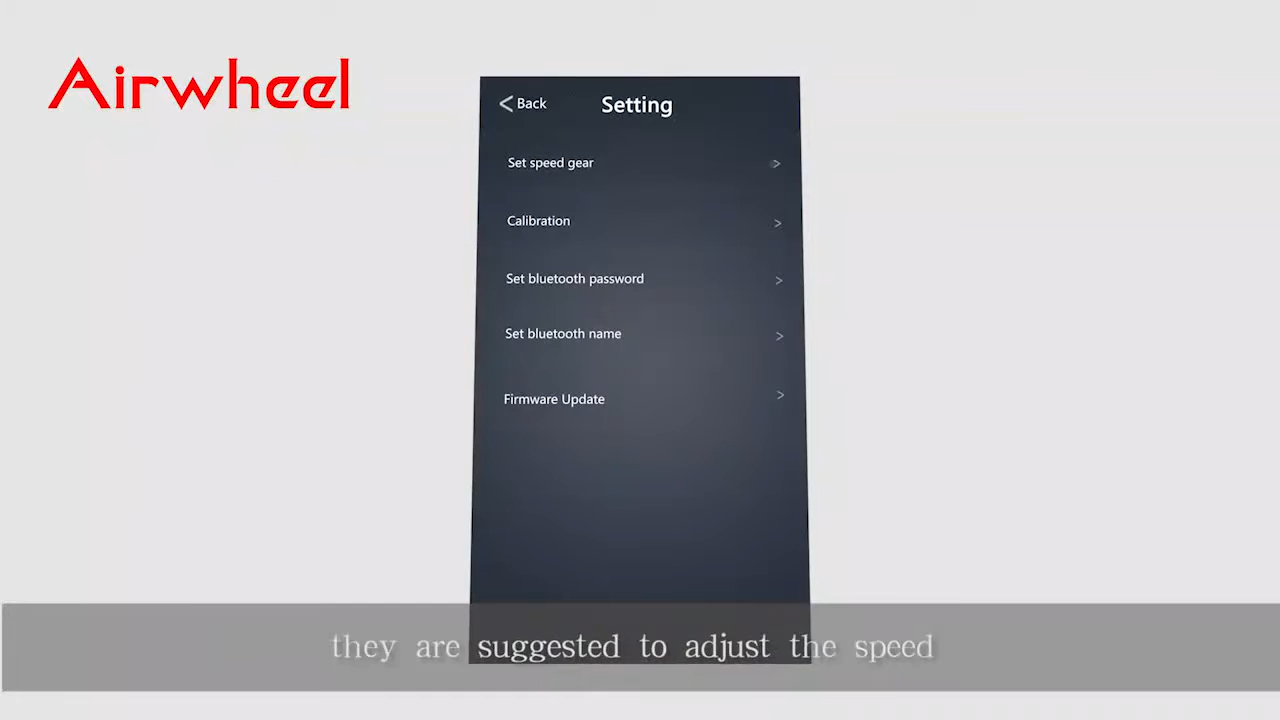 Airwheel
< Back
Setting
Set speed gear >
Calibration >
Set bluetooth password >
Set bluetooth name >
Firmware Update >
they are suggested to adjust the speed